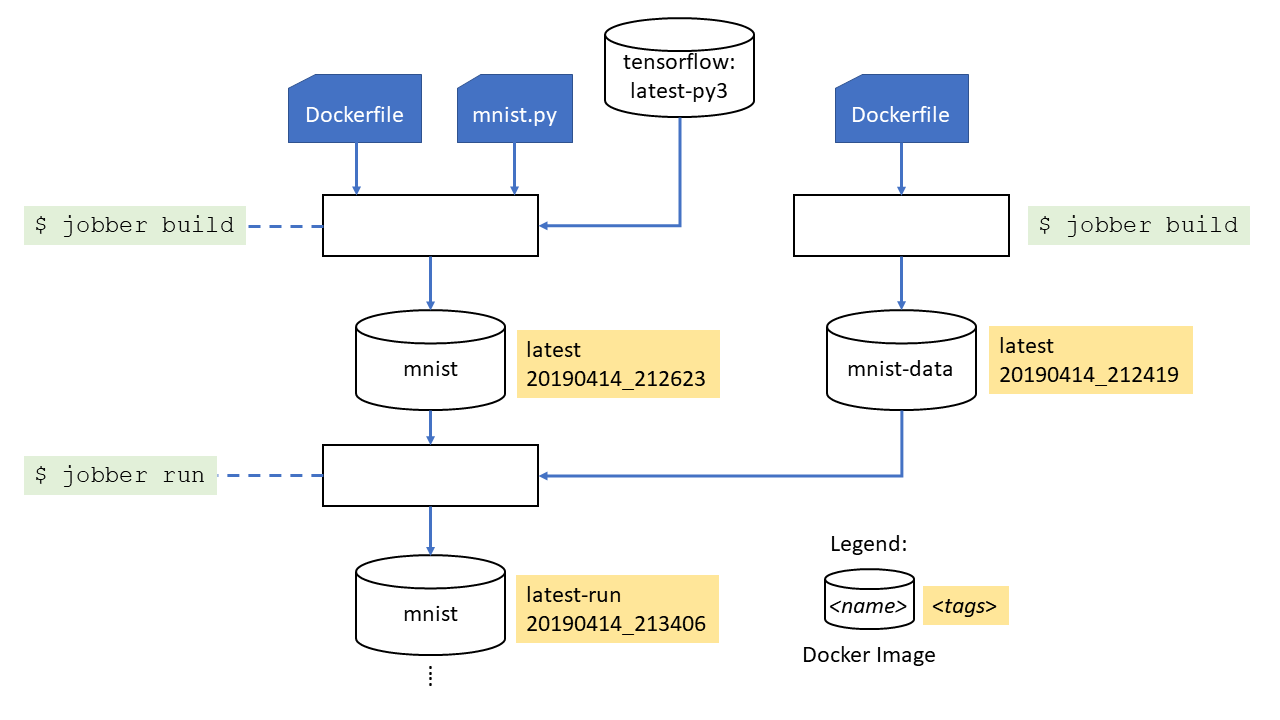 tensorflow:
latest-py3
Dockerfile
mnist.py
Dockerfile
$ jobber build
$ jobber build
mnist
latest
20190414_212623
mnist-data
latest
20190414_212419
$ jobber run
mnist
latest-run
20190414_213406
Legend:
<name>
<tags>
Docker Image